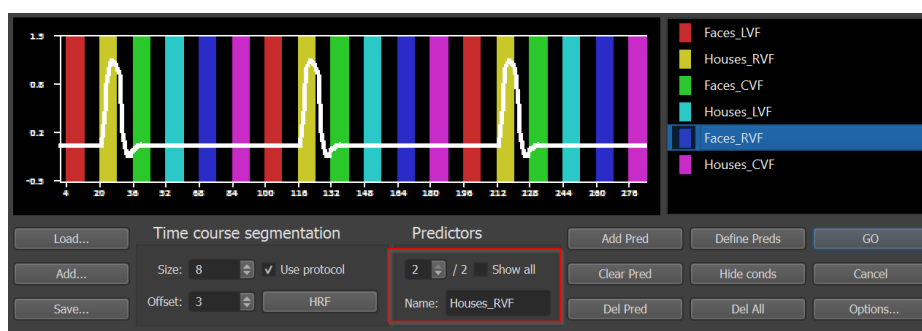 1.5
0.8
0.2
-0.5
4 20 36 52 68 84 100 116 132 148 164 180 196 212 228 244 260 276
Faces_LVF
Houses_RVF
Faces_CVF
Houses_LVF
Faces_RVF
Houses_CVF
Time course segmentation
Predictors
Load...
Add...
Save...
Size: 8
Use protocol
Offset: 3
HRF
2 / 2 Show all
Name: Houses_RVF
Add Pred
Define Preds
GO
Clear Pred
Hide conds
Cancel
Del Pred
Del All
Options...